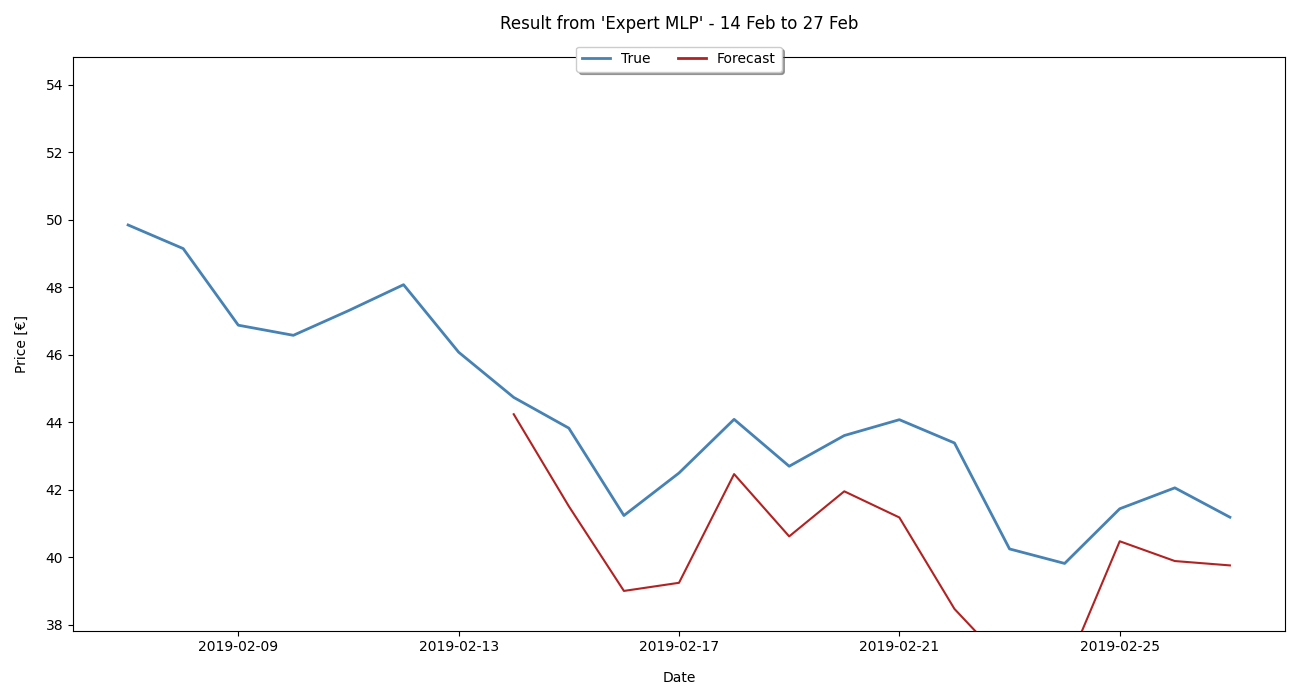 Result from 'Expert MLP' - 14 Feb to 27 Feb
True Forecast
54
52
50
48
46
44
42
40
38
Price [€]
2019-02-09 2019-02-13 2019-02-17 2019-02-21 2019-02-25
Date